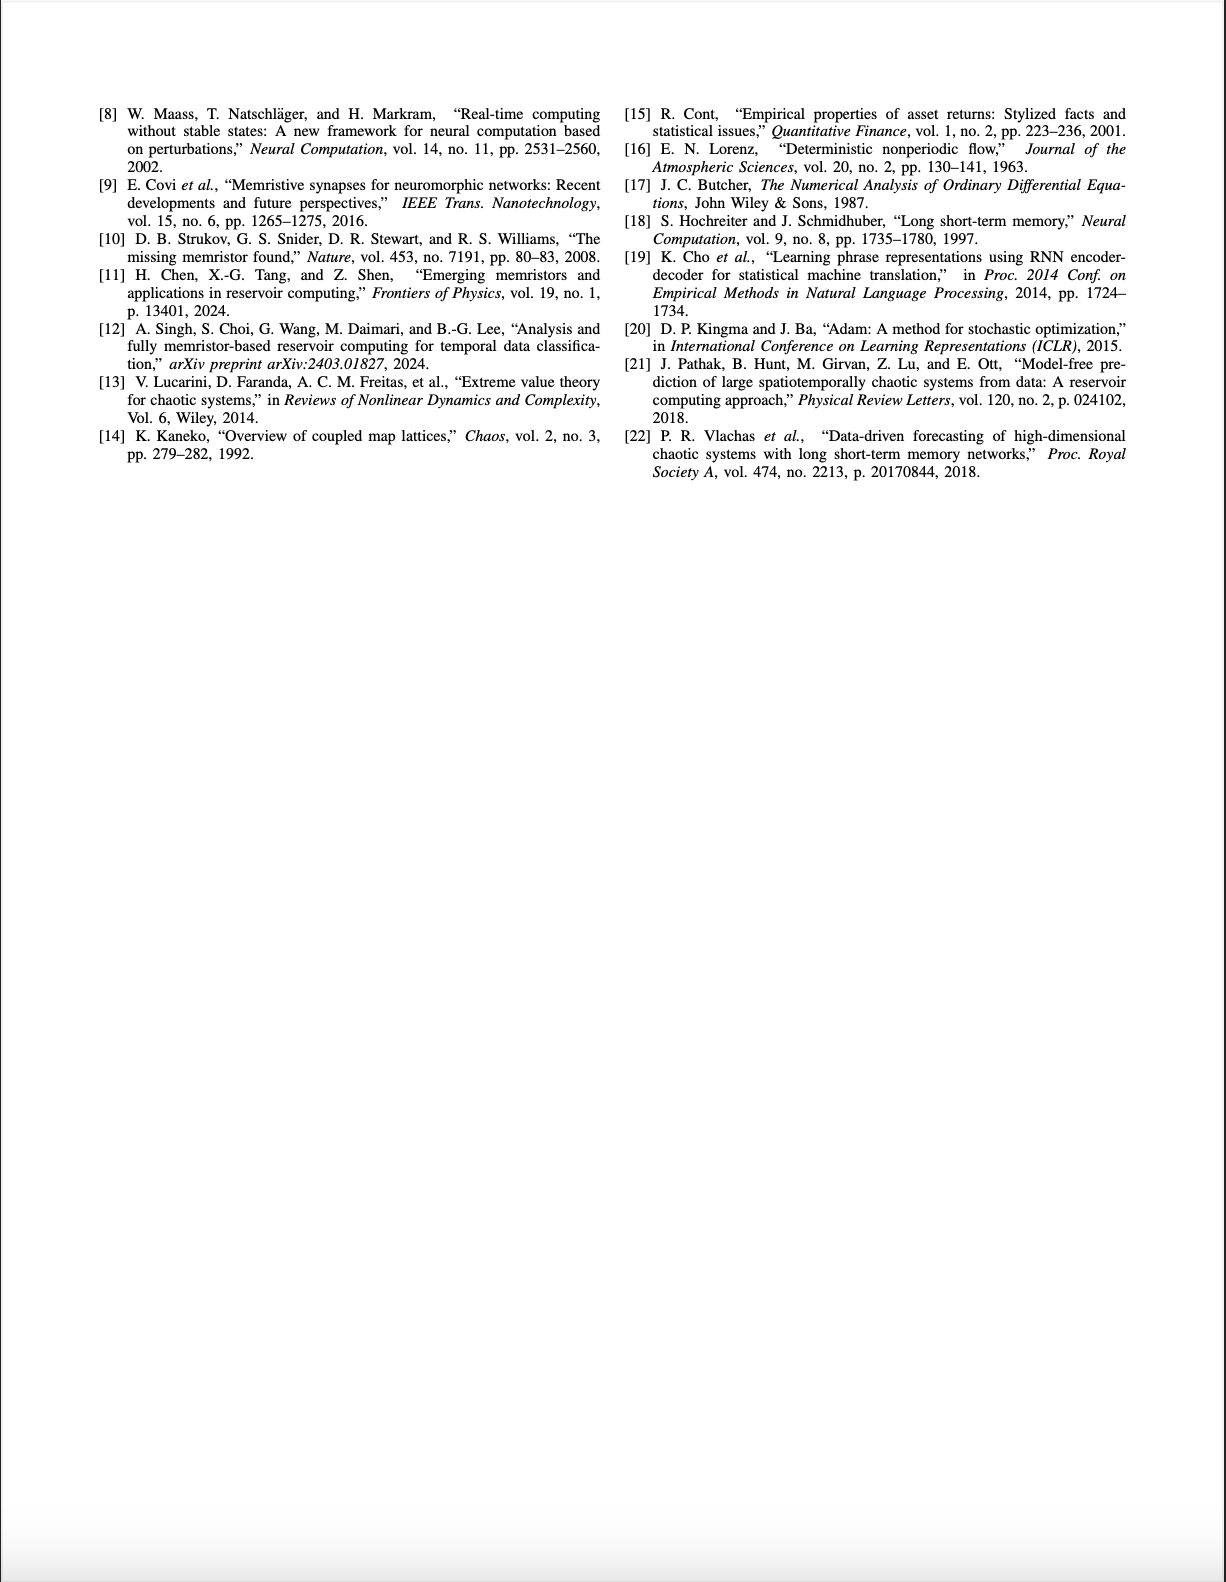 [8] W. Maass, T. Natschläger, and H. Markram, “Real-time computing
without stable states: A new framework for neural computation based
on perturbations,” Neural Computation, vol. 14, no. 11, pp. 2531–2560,
2002.
[9] E. Covi et al., “Memristive synapses for neuromorphic networks: Recent
developments and future perspectives,” IEEE Trans. Nanotechnology,
vol. 15, no. 6, pp. 1265–1275, 2016.
[10] D. B. Strukov, G. S. Snider, D. R. Stewart, and R. S. Williams, “The
missing memristor found,” Nature, vol. 453, no. 7191, pp. 80–83, 2008.
[11] H. Chen, X.-G. Tang, and Z. Shen, “Emerging memristors and
applications in reservoir computing,” Frontiers of Physics, vol. 19, no. 1,
p. 13401, 2024.
[12] A. Singh, S. Choi, G. Wang, M. Daimari, and B.-G. Lee, “Analysis and
fully memristor-based reservoir computing for temporal data classifica-
tion,” arXiv preprint arXiv:2403.01827, 2024.
[13] V. Lucarini, D. Faranda, A. C. M. Freitas, et al., “Extreme value theory
for chaotic systems,” in Reviews of Nonlinear Dynamics and Complexity,
Vol. 6, Wiley, 2014.
[14] K. Kaneko, “Overview of coupled map lattices,” Chaos, vol. 2, no. 3,
pp. 279–282, 1992.
[15] R. Cont, “Empirical properties of asset returns: Stylized facts and
statistical issues,” Quantitative Finance, vol. 1, no. 2, pp. 223–236, 2001.
[16] E. N. Lorenz, “Deterministic nonperiodic flow,” Journal of the
Atmospheric Sciences, vol. 20, no. 2, pp. 130–141, 1963.
[17] J. C. Butcher, The Numerical Analysis of Ordinary Differential Equa-
tions, John Wiley & Sons, 1987.
[18] S. Hochreiter and J. Schmidhuber, “Long short-term memory,” Neural
Computation, vol. 9, no. 8, pp. 1735–1780, 1997.
[19] K. Cho et al., “Learning phrase representations using RNN encoder-
decoder for statistical machine translation,” in Proc. 2014 Conf. on
Empirical Methods in Natural Language Processing, 2014, pp. 1724–
1734.
[20] D. P. Kingma and J. Ba, “Adam: A method for stochastic optimization,”
in International Conference on Learning Representations (ICLR), 2015.
[21] J. Pathak, B. Hunt, M. Girvan, Z. Lu, and E. Ott, “Model-free pre-
diction of large spatiotemporally chaotic systems from data: A reservoir
computing approach,” Physical Review Letters, vol. 120, no. 2, p. 024102,
2018.
[22] P. R. Vlachas et al., “Data-driven forecasting of high-dimensional
chaotic systems with long short-term memory networks,” Proc. Royal
Society A, vol. 474, no. 2213, p. 20170844, 2018.